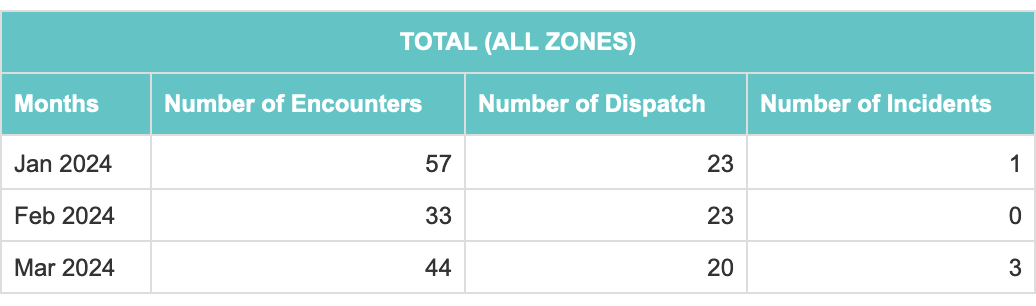 TOTAL (ALL ZONES)
Months Number of Encounters Number of Dispatch Number of Incidents
Jan 2024 57 23 1
Feb 2024 33 23 0
Mar 2024 44 20 3